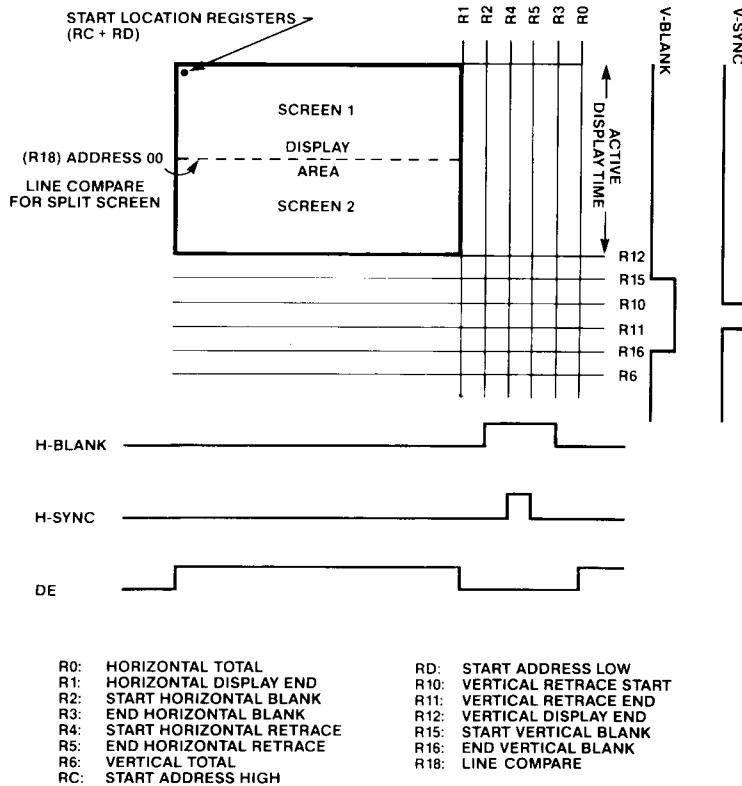 START LOCATION REGISTERS
(RC + RD)
R1
R2
R4
R5
R3
R0
V-BLANK
V-SYNC
SCREEN 1
DISPLAY
AREA
SCREEN 2
(R18) ADDRESS 00
LINE COMPARE
FOR SPLIT SCREEN
ACTIVE
DISPLAY TIME
R12
R15
R10
R11
R16
R6
H-BLANK
H-SYNC
DE
R0: HORIZONTAL TOTAL
R1: HORIZONTAL DISPLAY END
R2: START HORIZONTAL BLANK
R3: END HORIZONTAL BLANK
R4: START HORIZONTAL RETRACE
R5: END HORIZONTAL RETRACE
R6: VERTICAL TOTAL
RC: START ADDRESS HIGH
RD: START ADDRESS LOW
R10: VERTICAL RETRACE START
R11: VERTICAL RETRACE END
R12: VERTICAL DISPLAY END
R15: START VERTICAL BLANK
R16: END VERTICAL BLANK
R18: LINE COMPARE